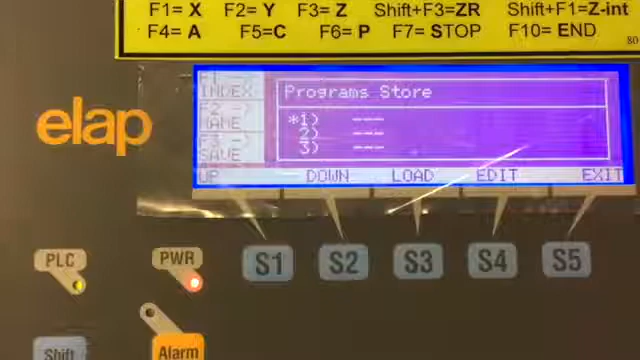 F1= X F2= Y F3= Z Shift+F3=ZR Shift+F1=Z-int
F4= A F5=C F6= P F7= STOP F10= END
80
F1 ->
INDEX
F2 ->
NAME
F3 ->
SAVE
Programs Store
*1) ---
2) ---
3) ---
UP DOWN LOAD EDIT EXIT
elap
PLC PWR S1 S2 S3 S4 S5
Shift Alarm